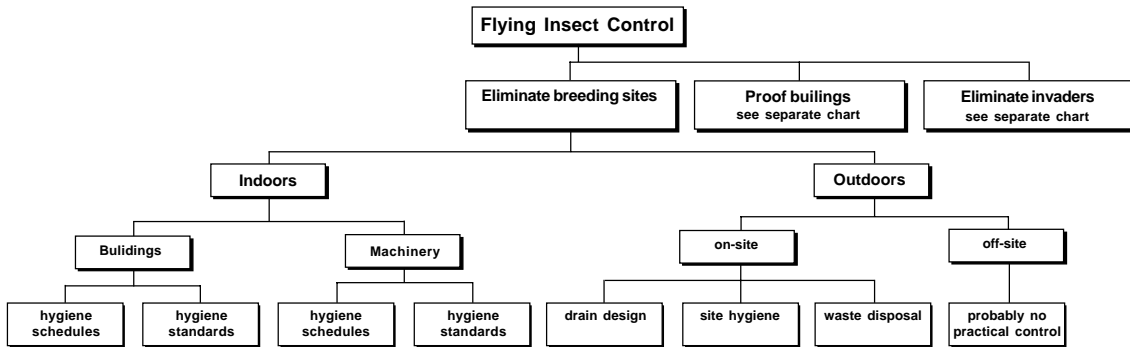 Flying Insect Control
Eliminate breeding sites
Proof builings
see separate chart
Eliminate invaders
see separate chart
Indoors
Outdoors
Bulidings
Machinery
on-site
off-site
hygiene
schedules
hygiene
standards
hygiene
schedules
hygiene
standards
drain design
site hygiene
waste disposal
probably no
practical control